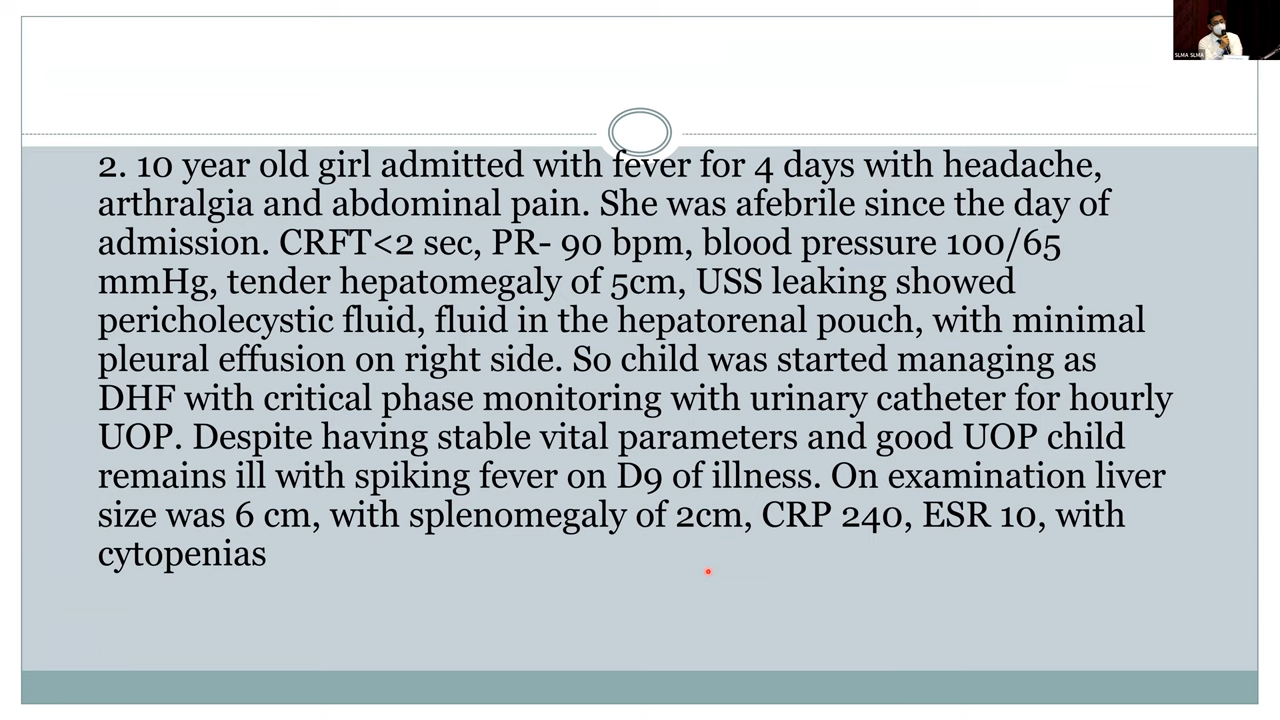 SLMA SLMA
2. 10 year old girl admitted with fever for 4 days with headache,
arthralgia and abdominal pain. She was afebrile since the day of
admission. CRFT<2 sec, PR- 90 bpm, blood pressure 100/65
mmHg, tender hepatomegaly of 5cm, USS leaking showed
pericholecystic fluid, fluid in the hepatorenal pouch, with minimal
pleural effusion on right side. So child was started managing as
DHF with critical phase monitoring with urinary catheter for hourly
UOP. Despite having stable vital parameters and good UOP child
remains ill with spiking fever on D9 of illness. On examination liver
size was 6 cm, with splenomegaly of 2cm, CRP 240, ESR 10, with
cytopenias